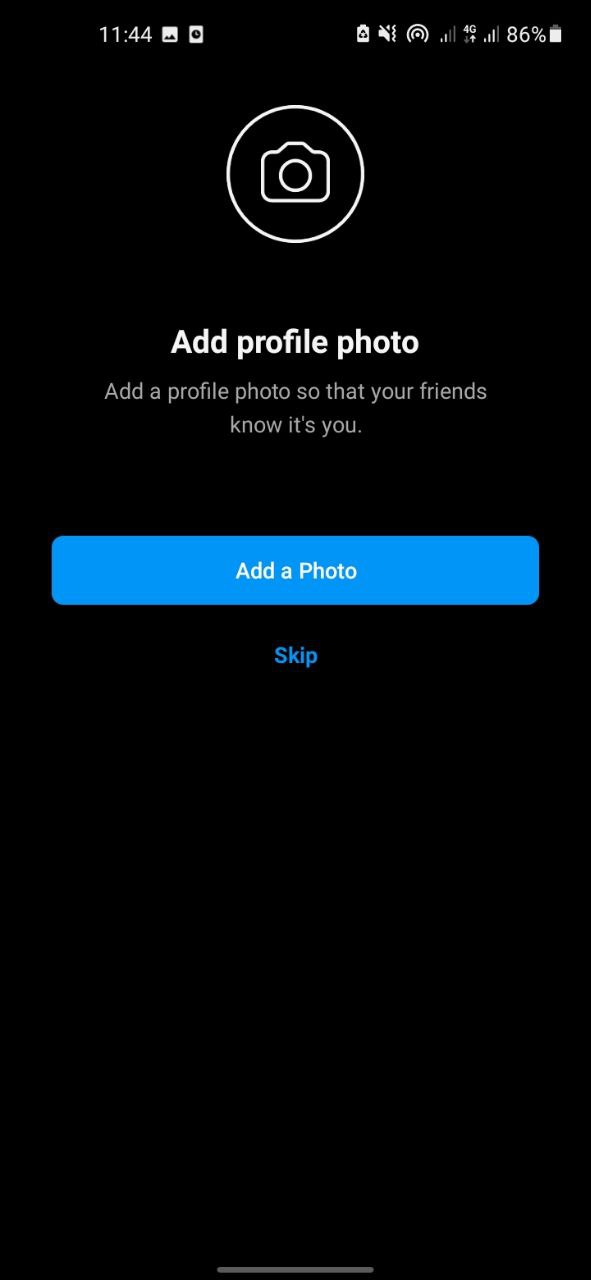 11:44 4G 86%
Add profile photo
Add a profile photo so that your friends
know it's you.
Add a Photo
Skip